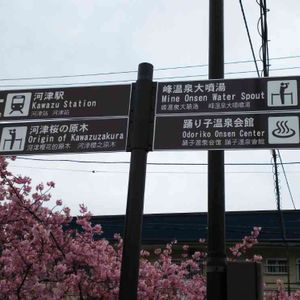 河津駅
Kawazu Station
河津站 河津站
河津桜の原木
Origin of Kawazuzakura
峰温泉大噴湯
Mine Onsen Water Spout
踊り子温泉会館
Odoriko Onsen Center